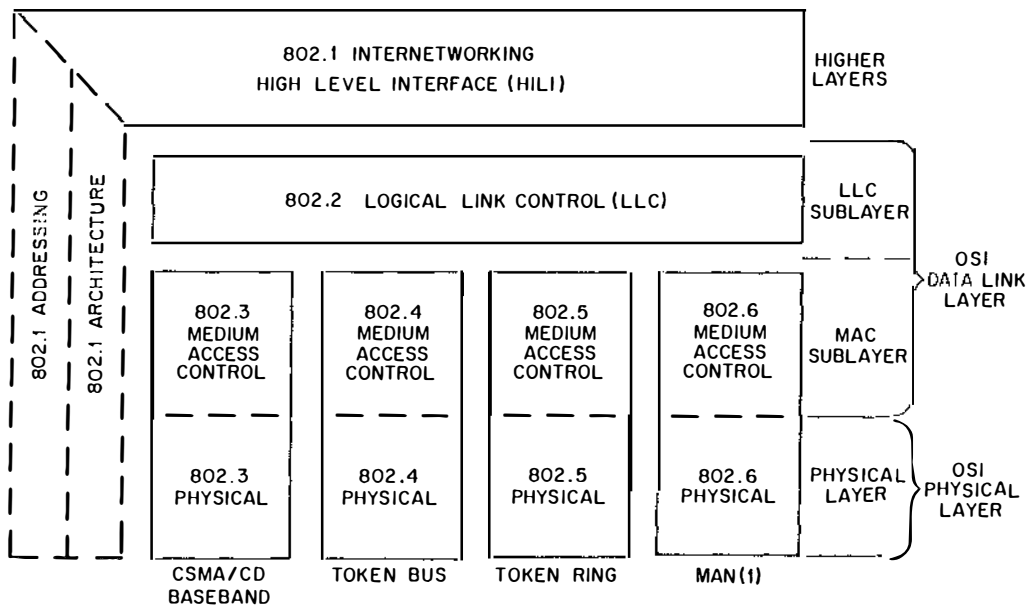 802.1 INTERNETWORKING
HIGH LEVEL INTERFACE (HILI)
HIGHER
LAYERS
802.1 ADDRESSING
802.1 ARCHITECTURE
802.2 LOGICAL LINK CONTROL (LLC)
LLC
SUBLAYER
OSI
DATA LINK
LAYER
802.3
MEDIUM
ACCESS
CONTROL
802.4
MEDIUM
ACCESS
CONTROL
802.5
MEDIUM
ACCESS
CONTROL
802.6
MEDIUM
ACCESS
CONTROL
MAC
SUBLAYER
802.3
PHYSICAL
802.4
PHYSICAL
802.5
PHYSICAL
802.6
PHYSICAL
PHYSICAL
LAYER
OSI
PHYSICAL
LAYER
CSMA/CD
BASEBAND
TOKEN BUS
TOKEN RING
MAN(1)